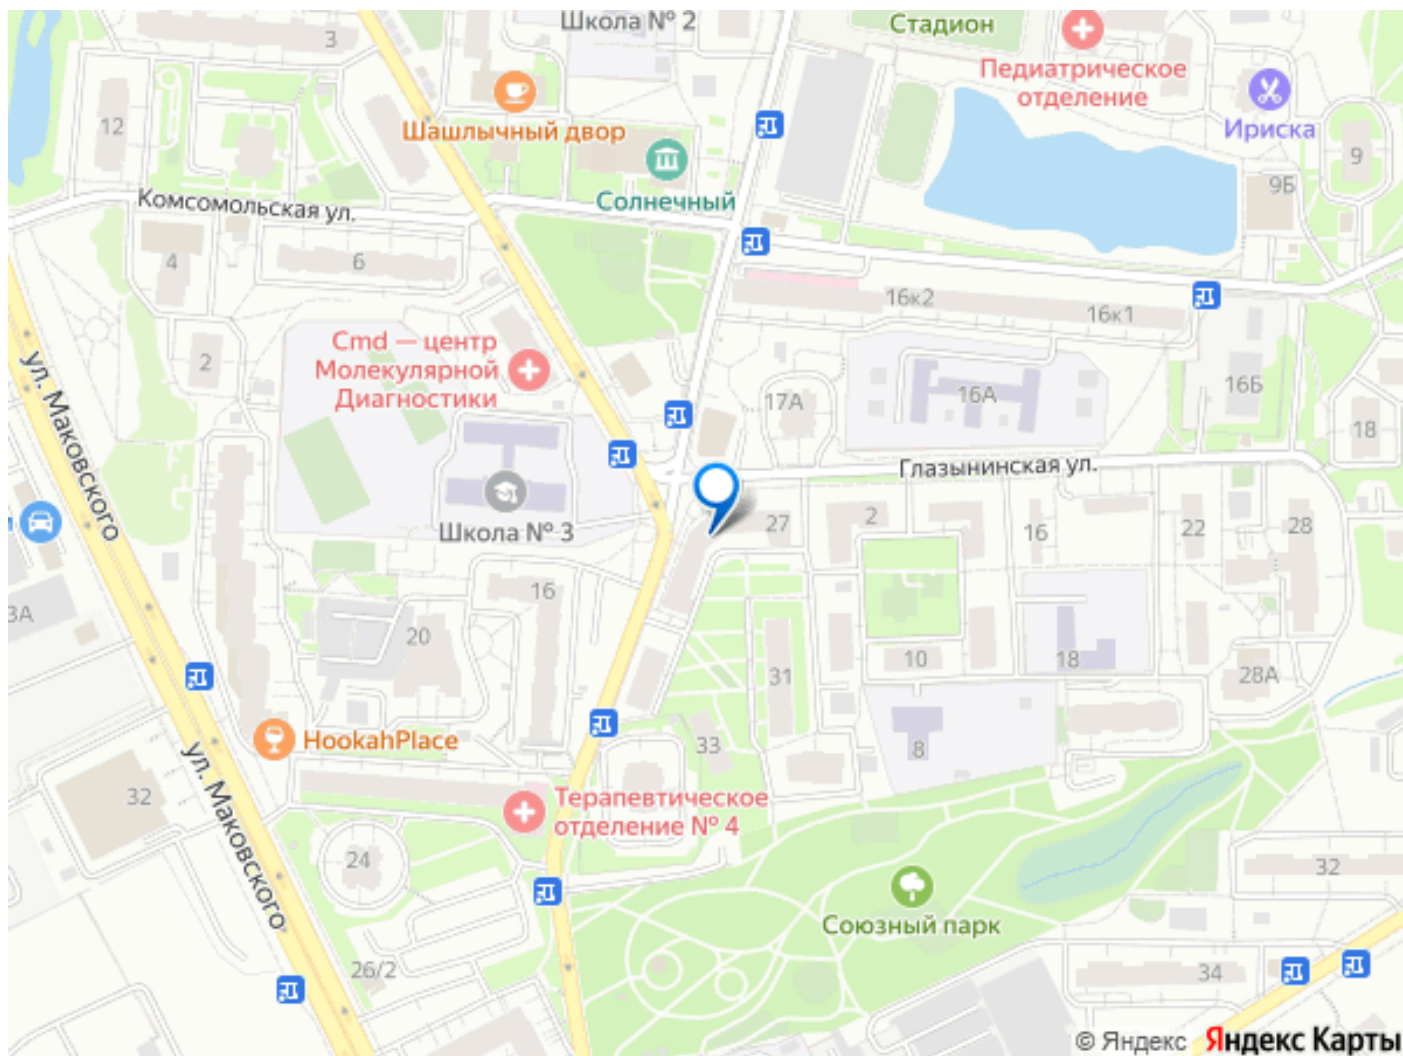 Школа № 2
Стадион
3
Педиатрическое
отделение
Ириска
Шашлычный двор
12
9
9Б
Солнечный
Комсомольская ул.
4
6
16к2
16к1
Cmd — центр
Молекулярной
Диагностики
2
17А
16А
16Б
18
ул. Маковского
Глазынинская ул.
Школа № 3
27
2
16
22
28
3А
16
20
31
10
18
28А
HookahPlace
33
8
ул. Маковского
32
Терапевтическое
отделение № 4
24
32
Союзный парк
26/2
34
© Яндекс Яндекс Карты